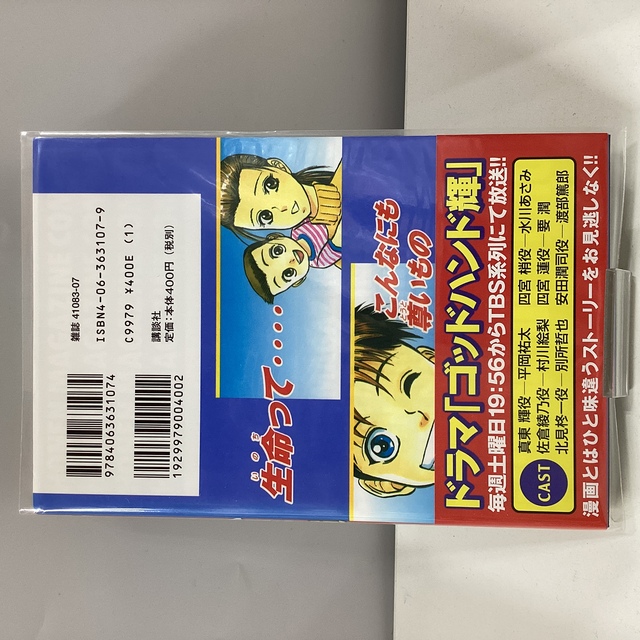 雑誌 41083-07
ISBN4-06-363107-9
C9979 ¥400E (1)
講談社
定価:本体400円(税別)
9784063631074
1929979004002
いのち
生命って・・・・
こんなにも
とうと
尊いもの
ドラマ「ゴッドハンド輝」
毎週土曜日19:56からTBS系列にて放送!!
CAST
真東 輝役─平岡祐太 四宮 梢役─水川あさみ
佐倉綾乃役─村川絵梨 四宮 蓮役─要 潤
北見柊一役─別所哲也 安田潤司役─渡部篤郎
漫画とはひと味違うストーリーをお見逃しなく!!